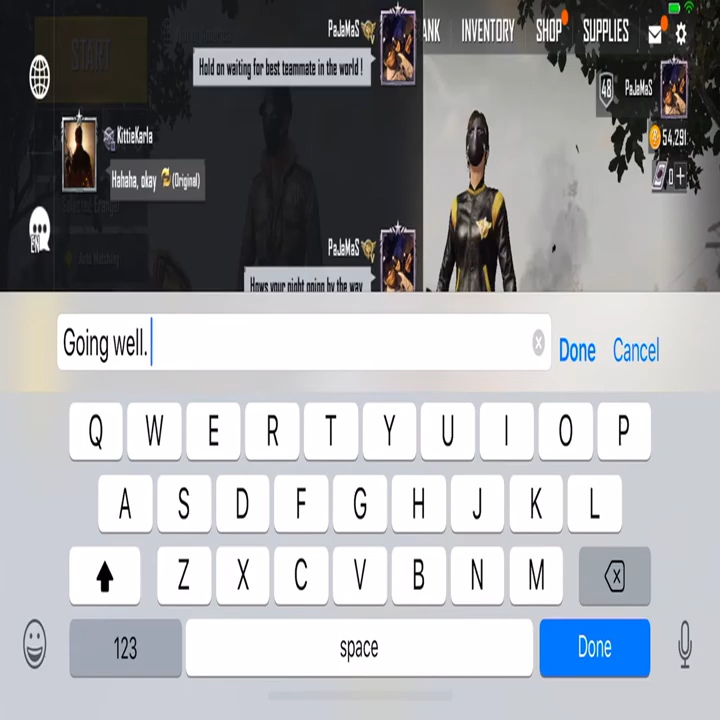 START
PaJaMaS
ANK INVENTORY SHOP SUPPLIES
Hold on waiting for best teammate in the world !
48 PaJaMaS
KittieKarla
54,291
Hahaha, okay (Original)
0 +
EN
PaJaMaS
Hows your night going by the way
Going well.
Done Cancel
Q W E R T Y U I O P
A S D F G H J K L
Z X C V B N M
123 space Done